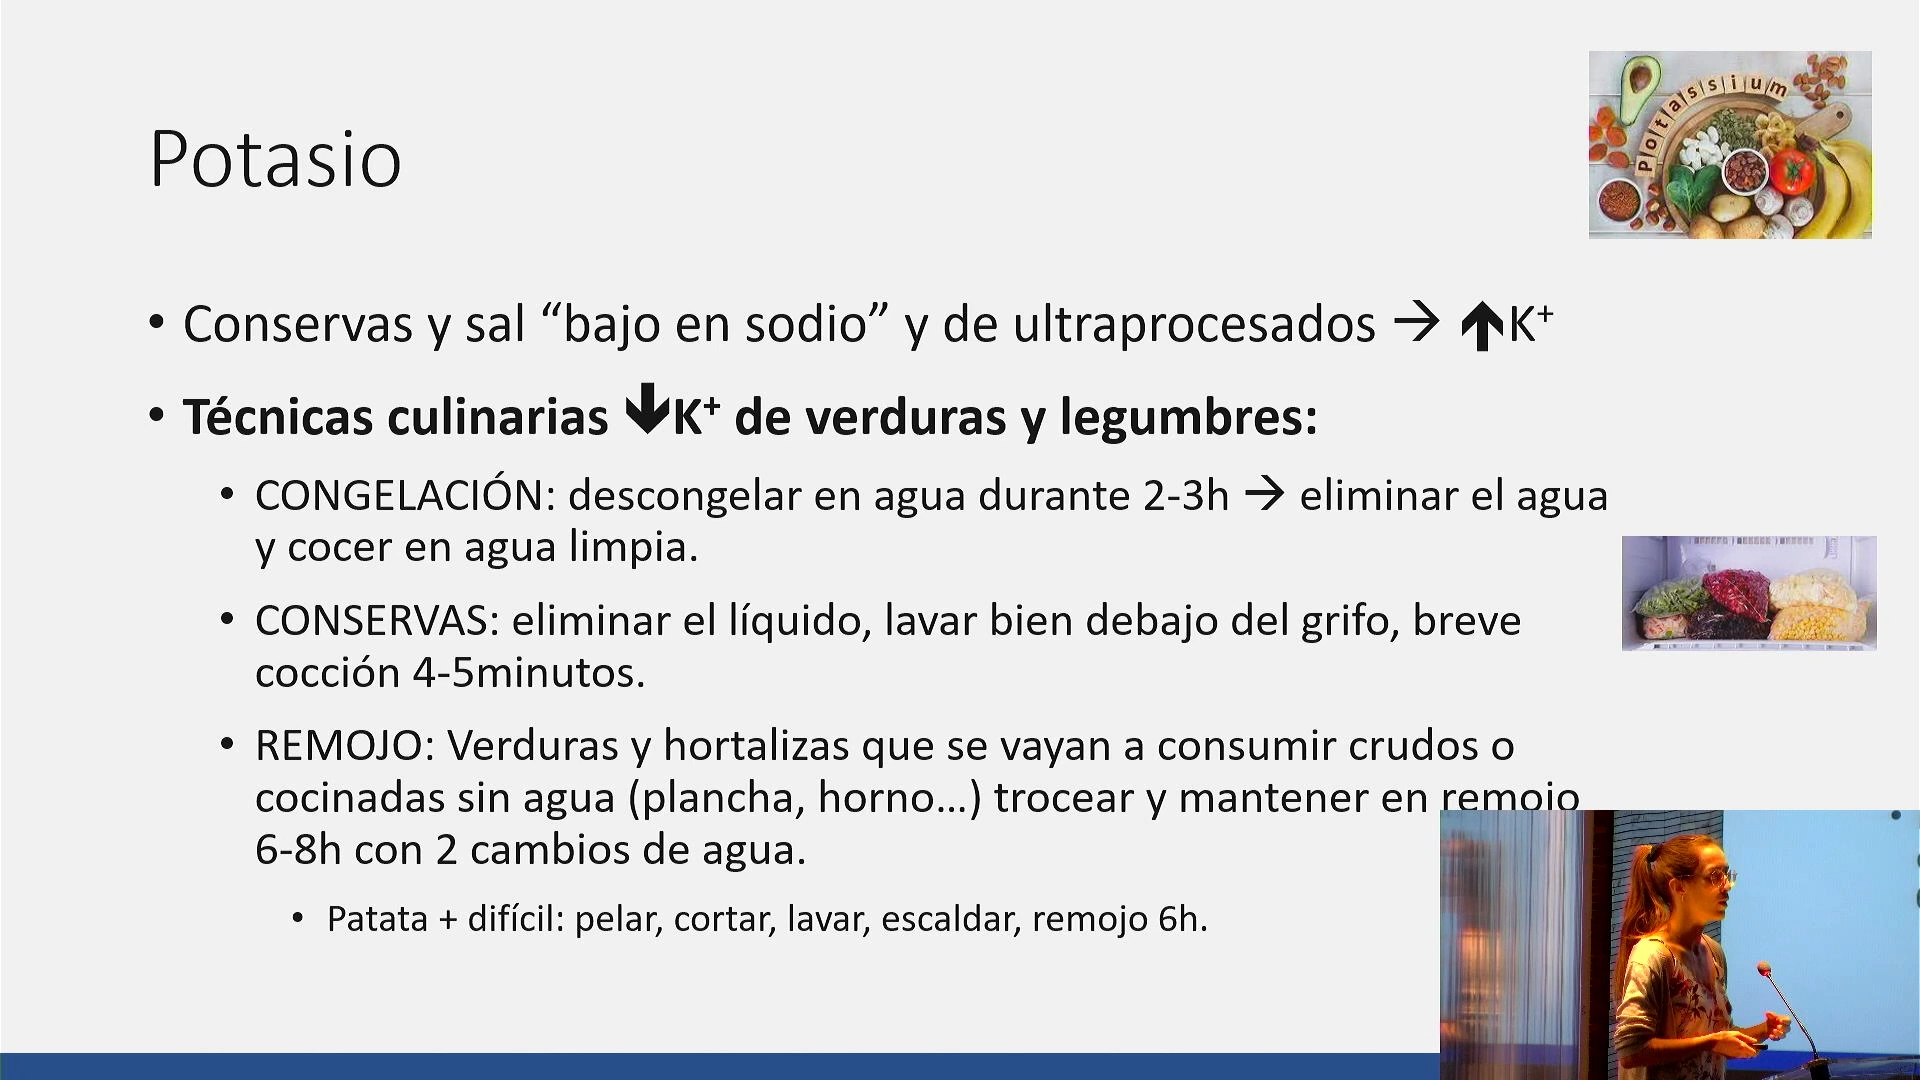 Potasio
Potassium
• Conservas y sal “bajo en sodio” y de ultraprocesados → 🡹K⁺
• Técnicas culinarias 🡻K⁺ de verduras y legumbres:
• CONGELACIÓN: descongelar en agua durante 2-3h → eliminar el agua
y cocer en agua limpia.
• CONSERVAS: eliminar el líquido, lavar bien debajo del grifo, breve
cocción 4-5minutos.
• REMOJO: Verduras y hortalizas que se vayan a consumir crudos o
cocinadas sin agua (plancha, horno…) trocear y mantener en remojo
6-8h con 2 cambios de agua.
• Patata + difícil: pelar, cortar, lavar, escaldar, remojo 6h.